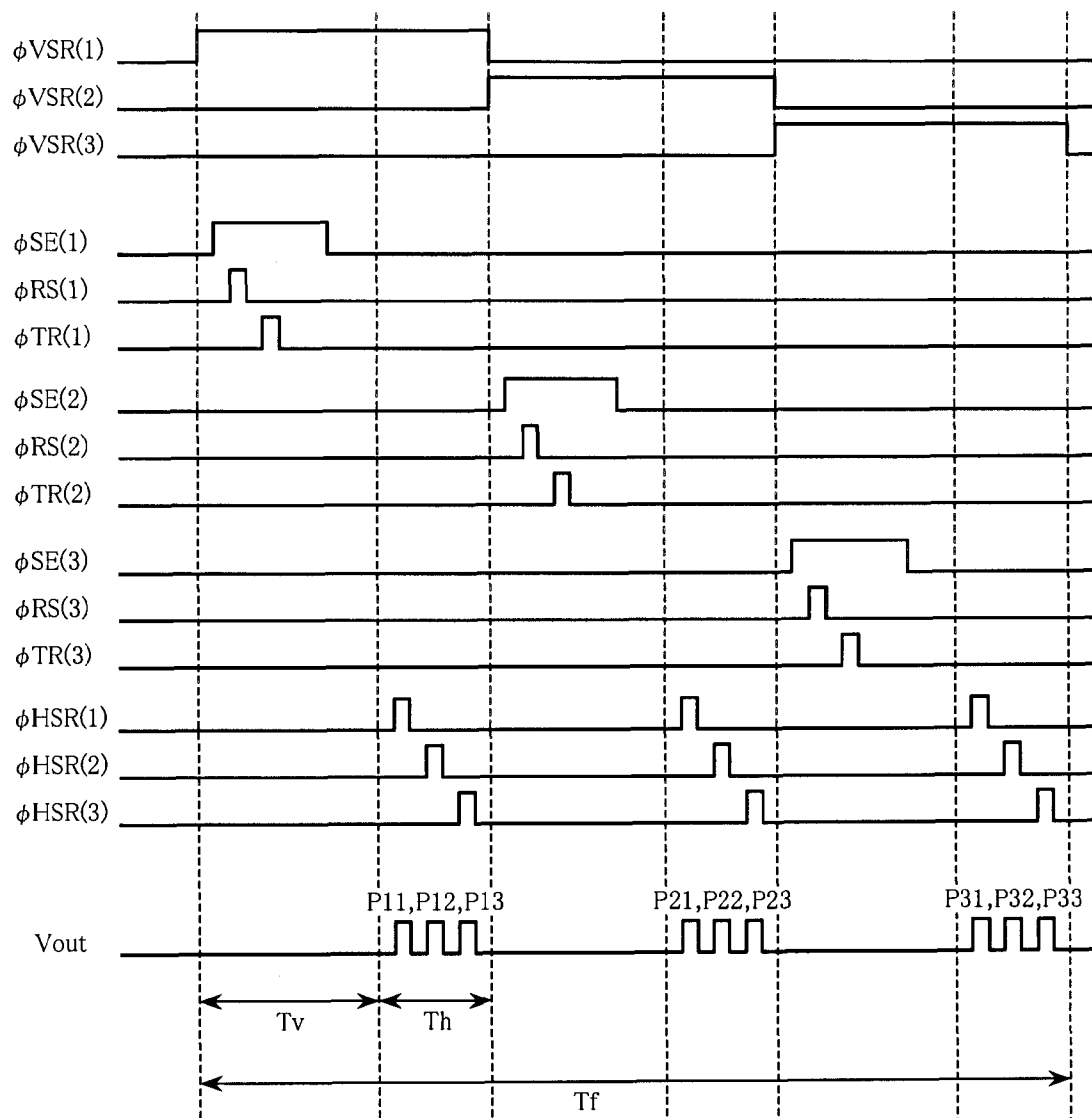 φVSR(1)
φVSR(2)
φVSR(3)
φSE(1)
φRS(1)
φTR(1)
φSE(2)
φRS(2)
φTR(2)
φSE(3)
φRS(3)
φTR(3)
φHSR(1)
φHSR(2)
φHSR(3)
P11,P12,P13 P21,P22,P23 P31,P32,P33
Vout
Tv Th
Tf